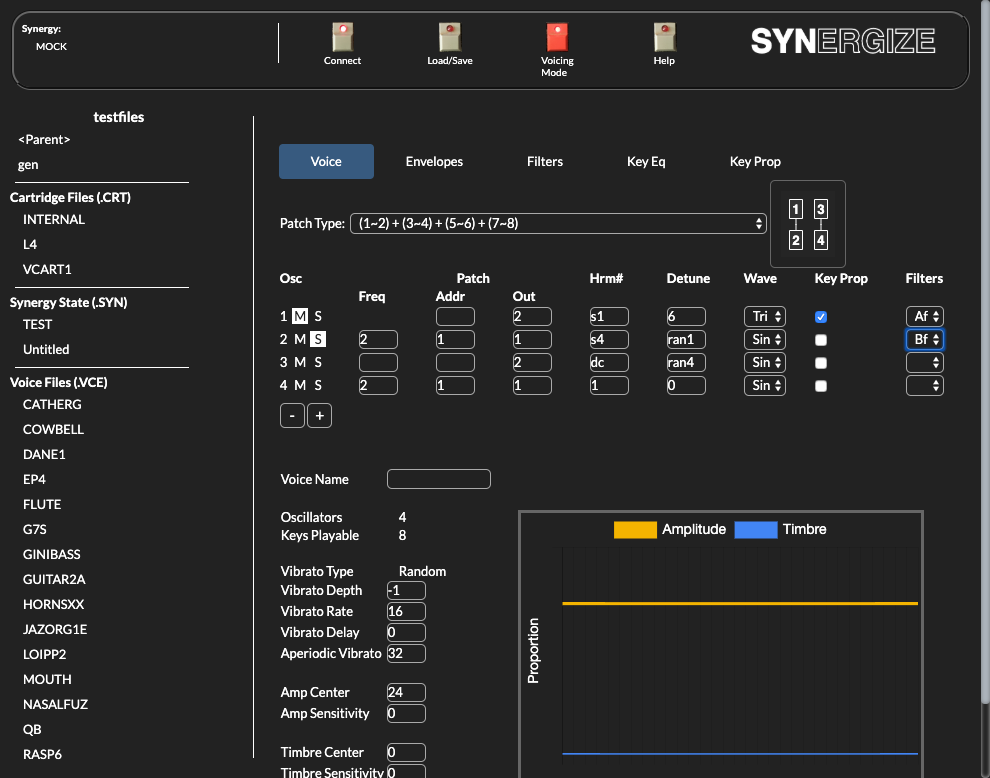 Synergy:
MOCK
Connect
Load/Save
Voicing
Mode
Help
SYNERGIZE
testfiles
<Parent>
gen
Cartridge Files (.CRT)
INTERNAL
L4
VCART1
Synergy State (.SYN)
TEST
Untitled
Voice Files (.VCE)
CATHERG
COWBELL
DANE1
EP4
FLUTE
G7S
GINIBASS
GUITAR2A
HORNSXX
JAZORG1E
LOIPP2
MOUTH
NASALFUZ
QB
RASP6
Voice Envelopes Filters Key Eq Key Prop
Patch Type: (1~2) + (3~4) + (5~6) + (7~8)
1 3
2 4
Osc Patch Hrm# Detune Wave Key Prop Filters
Freq Addr Out
1 M S 2 s1 6 Tri Af
2 M S 2 1 1 s4 ran1 Sin Bf
3 M S 2 dc ran4 Sin
4 M S 2 1 1 1 0 Sin
- +
Voice Name
Oscillators 4
Keys Playable 8
Vibrato Type Random
Vibrato Depth -1
Vibrato Rate 16
Vibrato Delay 0
Aperiodic Vibrato 32
Amp Center 24
Amp Sensitivity 0
Timbre Center 0
Timbre Sensitivity 0
Amplitude Timbre
Proportion